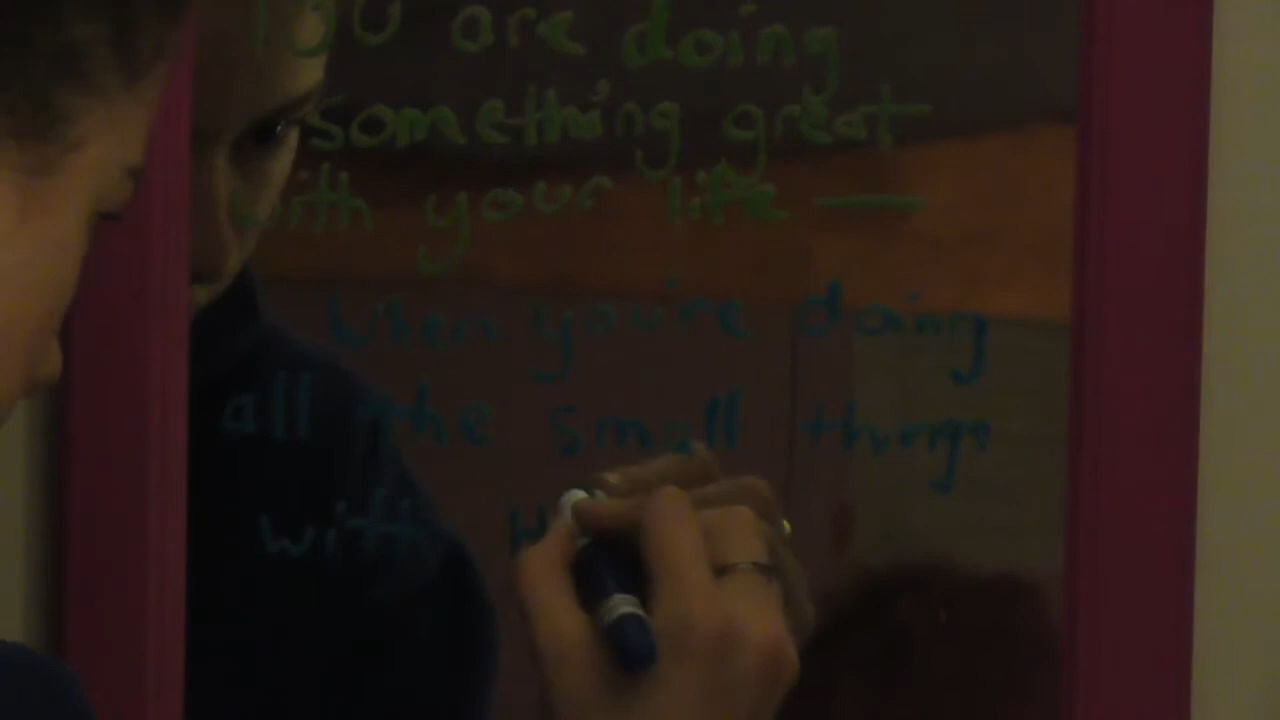 You are doing
something great
with your life —
When you're doing
all the small things
with